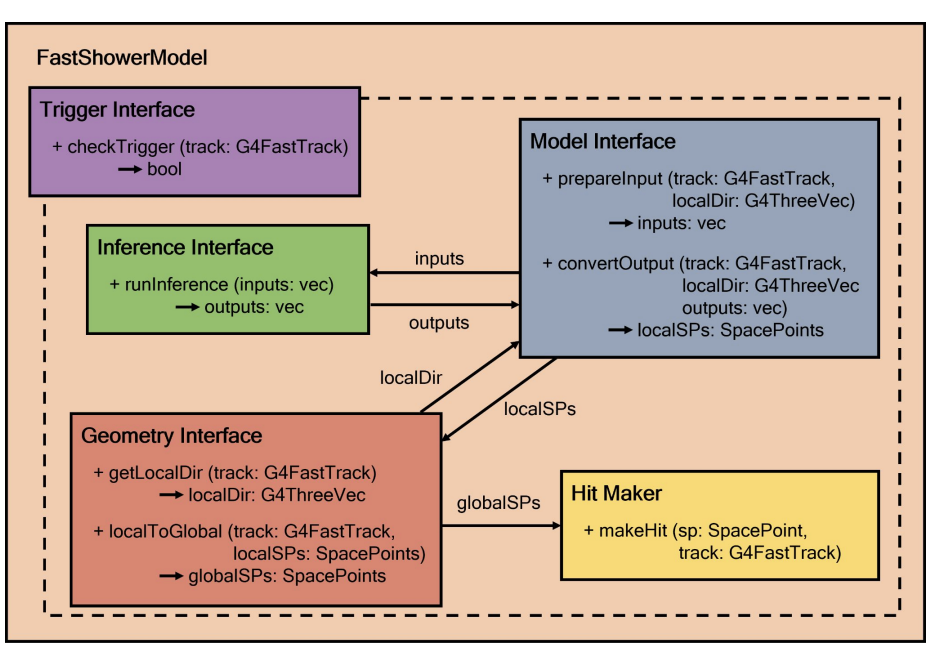 FastShowerModel
Trigger Interface
+ checkTrigger (track: G4FastTrack)
→ bool
Model Interface
+ prepareInput (track: G4FastTrack,
localDir: G4ThreeVec)
→ inputs: vec
+ convertOutput (track: G4FastTrack,
localDir: G4ThreeVec
outputs: vec)
→ localSPs: SpacePoints
Inference Interface
+ runInference (inputs: vec)
→ outputs: vec
inputs
outputs
localDir
localSPs
Geometry Interface
+ getLocalDir (track: G4FastTrack)
→ localDir: G4ThreeVec
+ localToGlobal (track: G4FastTrack,
localSPs: SpacePoints)
→ globalSPs: SpacePoints
globalSPs
Hit Maker
+ makeHit (sp: SpacePoint,
track: G4FastTrack)